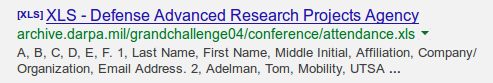 [XLS] XLS - Defense Advanced Research Projects Agency
archive.darpa.mil/grandchallenge04/conference/attendance.xls
A, B, C, D, E, F. 1, Last Name, First Name, Middle Initial, Affiliation, Company/
Organization, Email Address. 2, Adelman, Tom, Mobility, UTSA ...